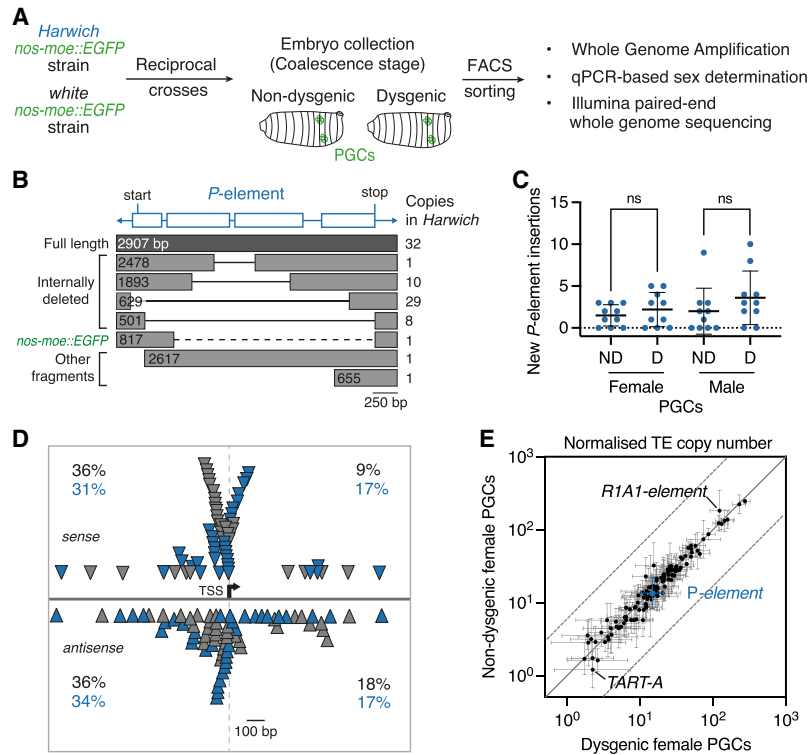 A
Harwich
nos-moe::EGFP
strain
white
nos-moe::EGFP
strain
Reciprocal
crosses
Embryo collection
(Coalescence stage)
Non-dysgenic
Dysgenic
PGCs
FACS
sorting
• Whole Genome Amplification
• qPCR-based sex determination
• Illumina paired-end
whole genome sequencing
B
start
P-element
stop
Copies
in Harwich
Full length
2907 bp
32
Internally
deleted
2478
1
1893
10
629
29
501
8
nos-moe::EGFP
817
1
Other
fragments
2617
1
655
1
250 bp
C
New P-element insertions
15
10
5
0
ns
ns
ND
D
ND
D
Female
Male
PGCs
D
36%
31%
9%
17%
sense
TSS
antisense
36%
34%
18%
17%
100 bp
E
Normalised TE copy number
Non-dysgenic female PGCs
10³
10²
10¹
10⁰
R1A1-element
P-element
TART-A
10⁰
10¹
10²
10³
Dysgenic female PGCs